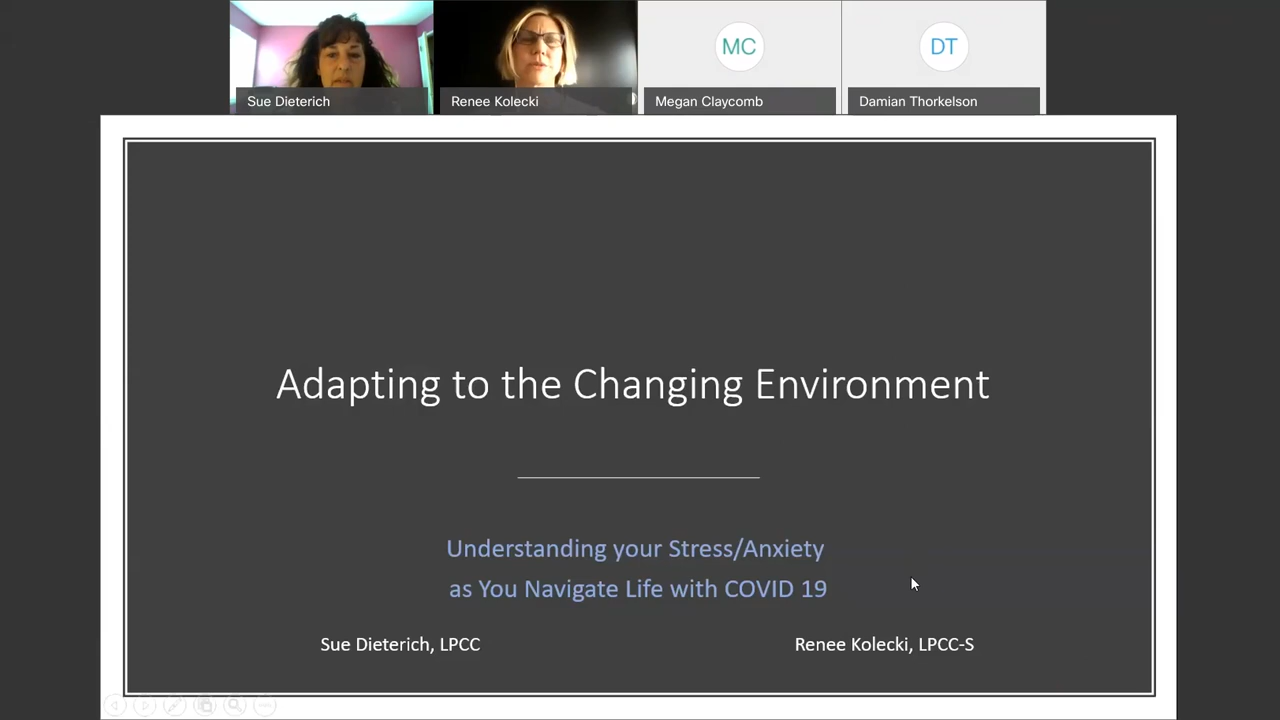 MC
DT
Sue Dieterich
Renee Kolecki
Megan Claycomb
Damian Thorkelson
Adapting to the Changing Environment
Understanding your Stress/Anxiety
as You Navigate Life with COVID 19
Sue Dieterich, LPCC
Renee Kolecki, LPCC-S